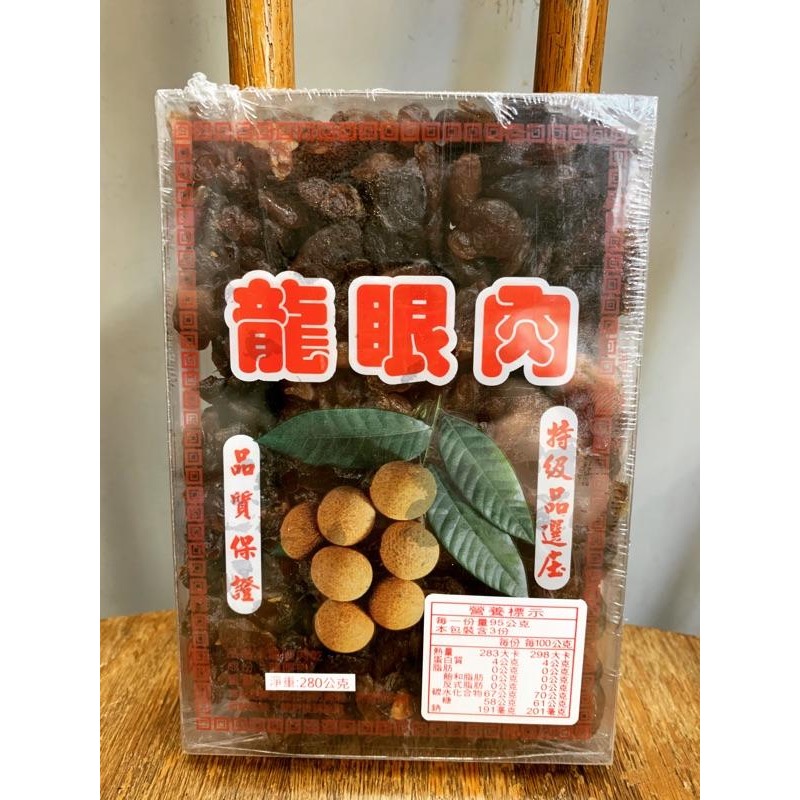 龍眼肉
特級品選庄
品質保證
營養標示
每一份量95公克
本包裝含3份
每份 每100公克
熱量 283大卡 298大卡
蛋白質 4公克 4公克
脂肪 0公克 0公克
飽和脂肪 0公克 0公克
反式脂肪 0公克 0公克
碳水化合物 67公克 70公克
糖 58公克 61公克
鈉 191毫克 201毫克
淨重:280公克